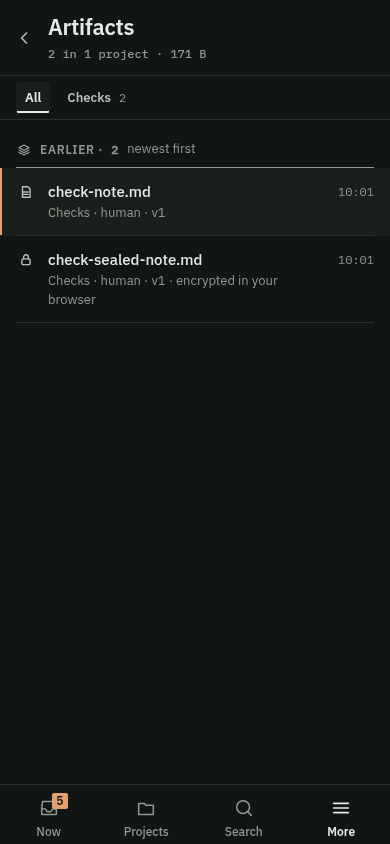 Artifacts
2 in 1 project · 171 B
All
Checks 2
EARLIER · 2 newest first
check-note.md 10:01
Checks · human · v1
check-sealed-note.md 10:01
Checks · human · v1 · encrypted in your
browser
5
Now
Projects
Search
More